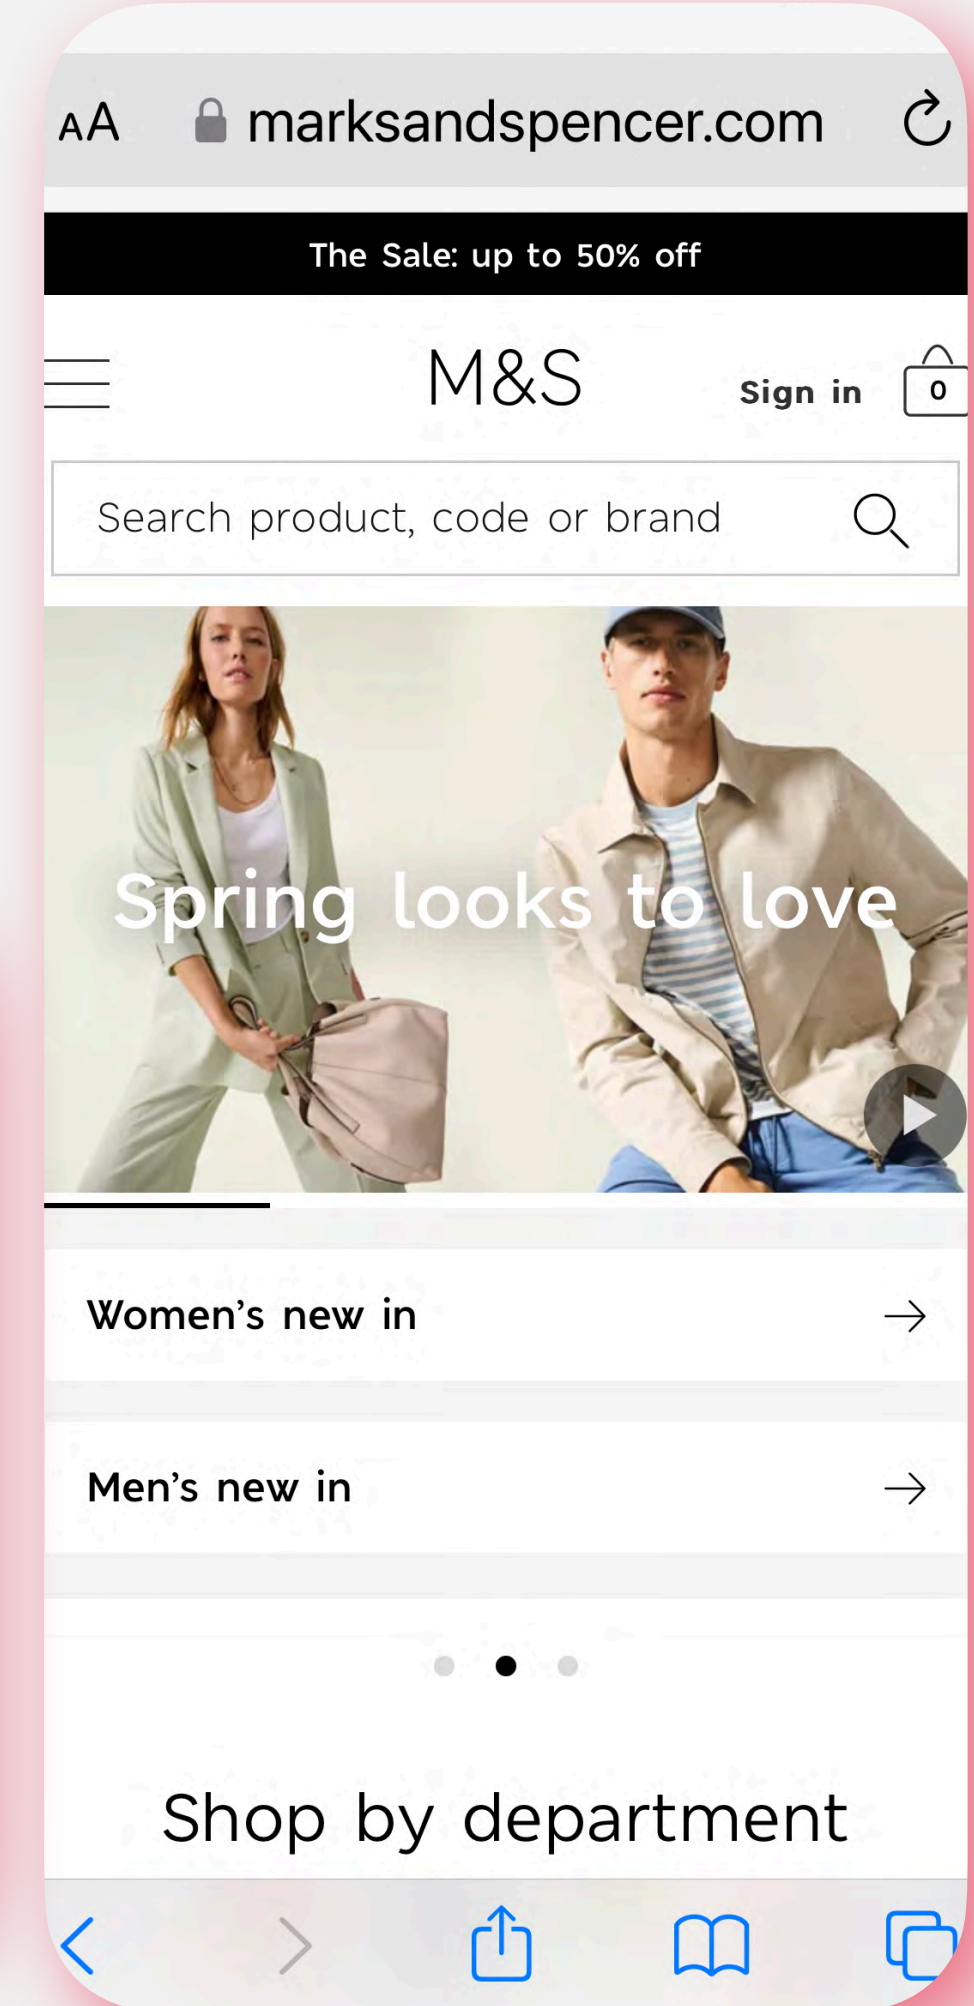 AA marksandspencer.com
The Sale: up to 50% off
M&S
Sign in
0
Search product, code or brand
Spring looks to love
Women's new in
Men's new in
Shop by department